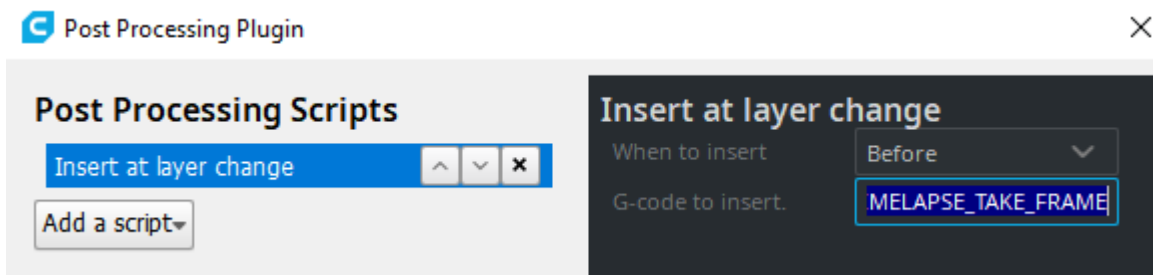 Post Processing Plugin
Post Processing Scripts
Insert at layer change
Add a script
Insert at layer change
When to insert
Before
G-code to insert.
MELAPSE_TAKE_FRAME